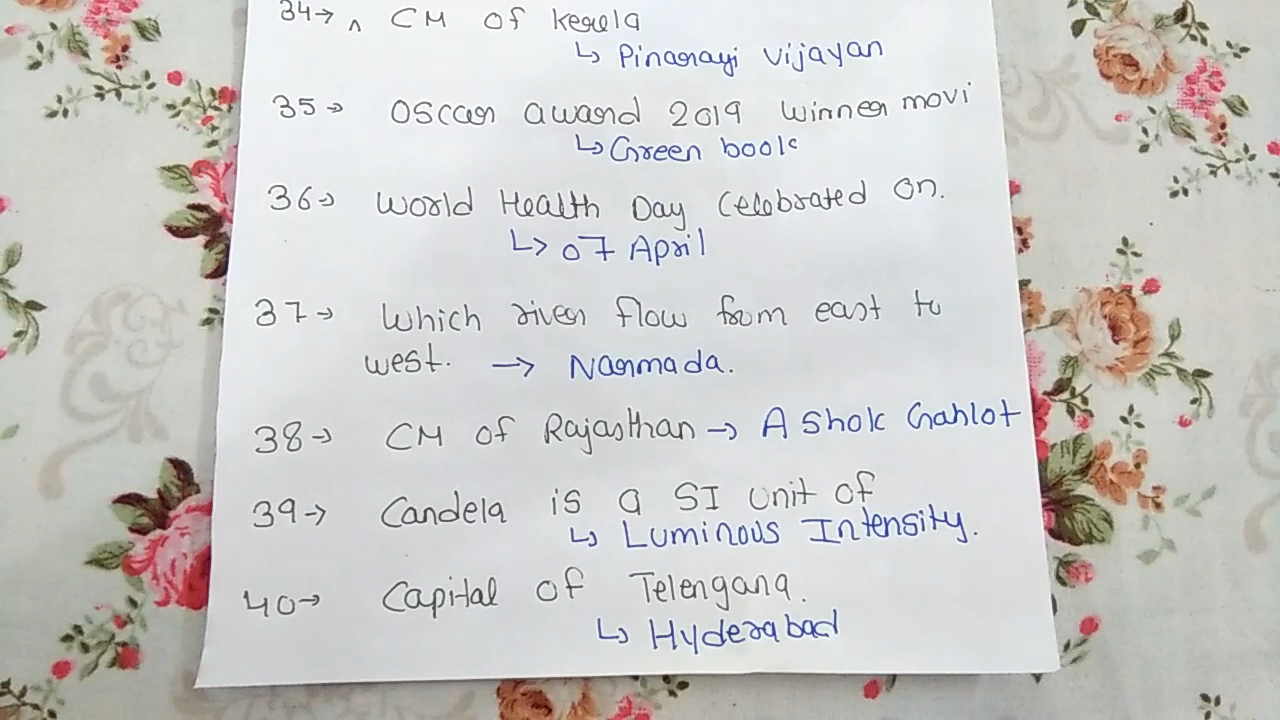 34→ ^ CM of kerela
↳ Pinarayi Vijayan
35→ Oscar award 2019 winner movi
↳ Green book
36→ World Health Day Celebrated on.
↳ 07 April
37→ Which river flow from east to
west. → Narmada.
38→ CM of Rajasthan → Ashok Gahlot
39→ Candela is a SI unit of
↳ Luminous Intensity.
40→ Capital of Telengana.
↳ Hyderabad